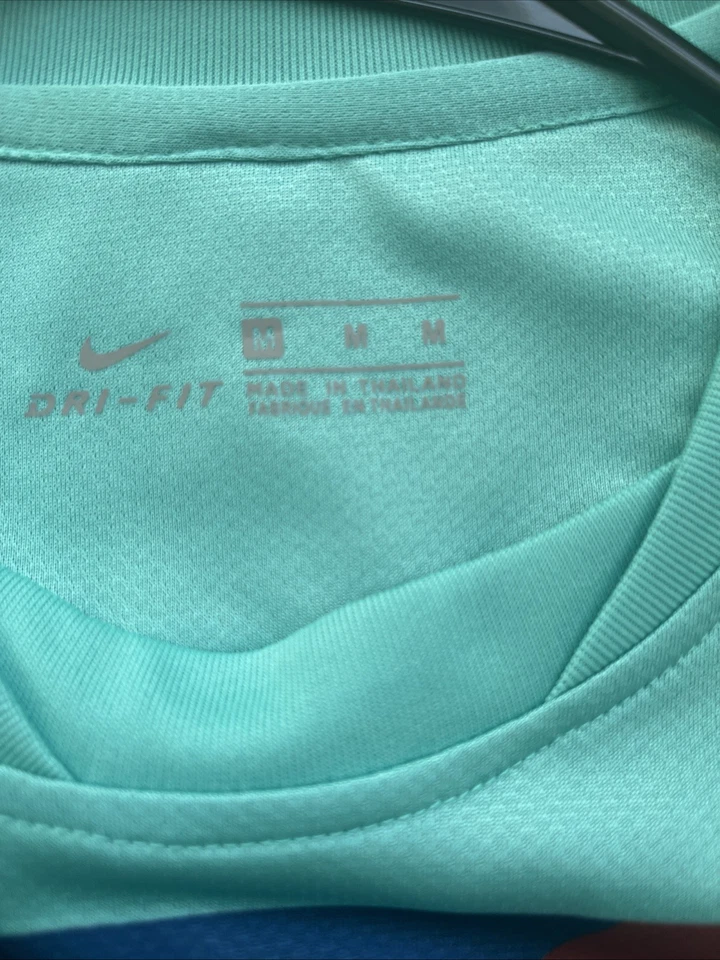 M M M
DRI-FIT
MADE IN THAILAND
FABRIQUE EN THAILANDE